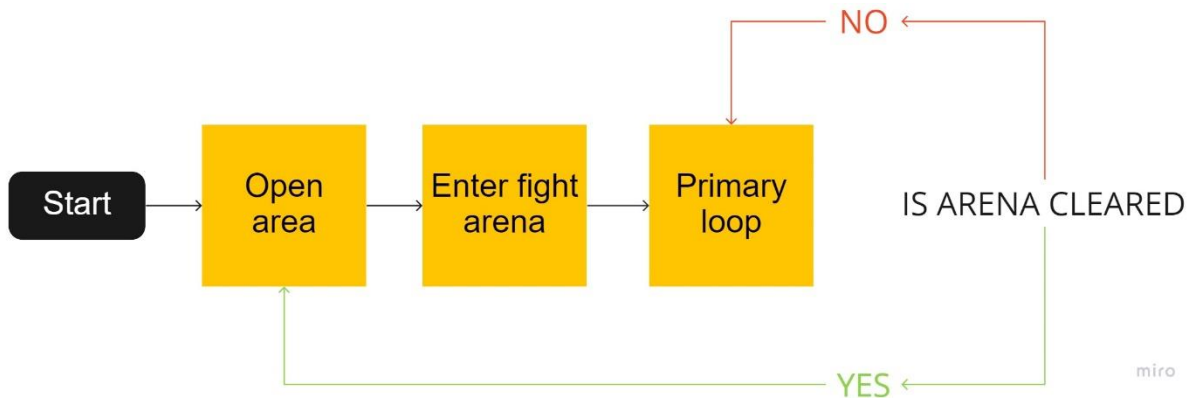 NO
Start
Open
area
Enter fight
arena
Primary
loop
IS ARENA CLEARED
YES
miro